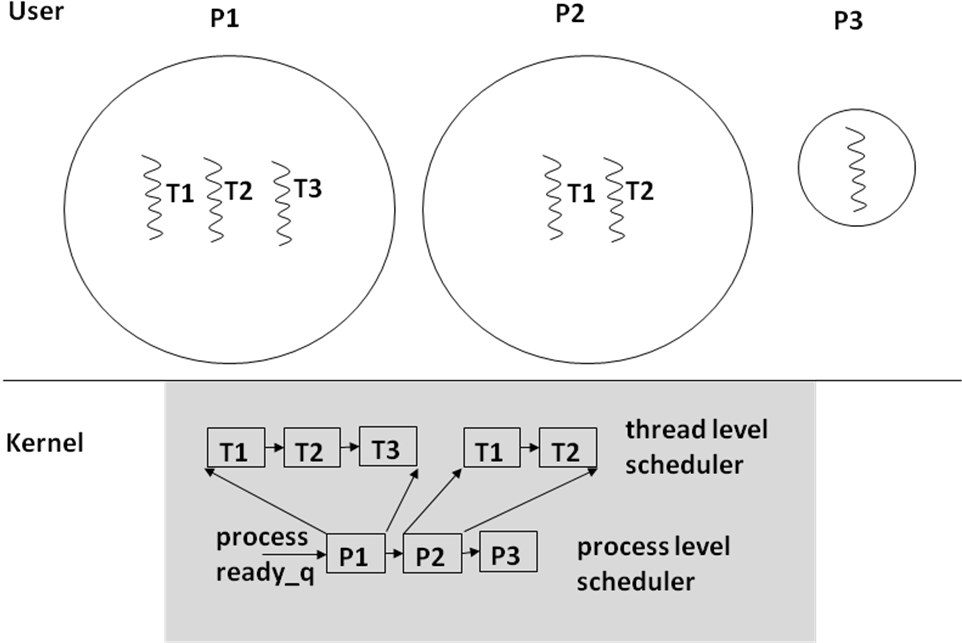 User
P1
P2
P3
T1
T2
T3
T1
T2
Kernel
T1
T2
T3
T1
T2
thread level
scheduler
process
ready_q
P1
P2
P3
process level
scheduler